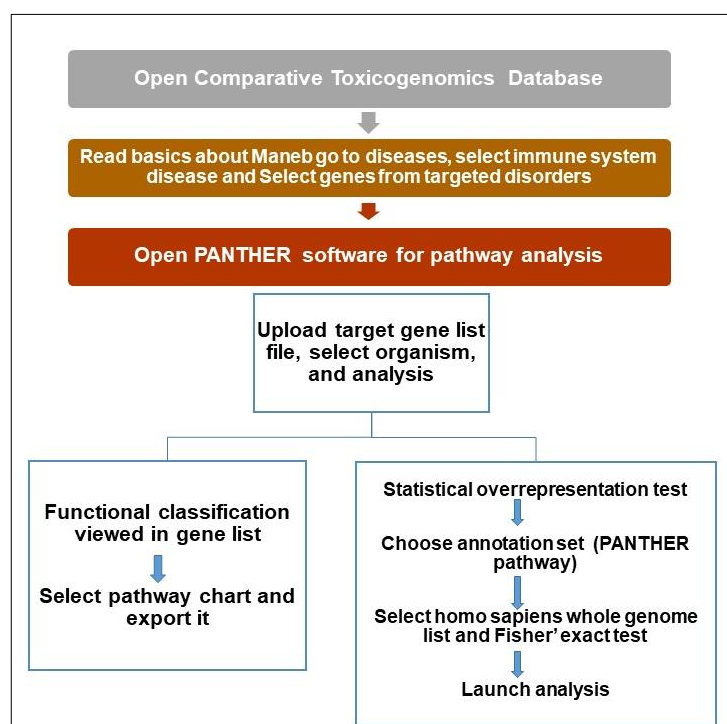 Open Comparative Toxicogenomics Database
Read basics about Maneb go to diseases, select immune system
disease and Select genes from targeted disorders
Open PANTHER software for pathway analysis
Upload target gene list
file, select organism,
and analysis
Functional classification
viewed in gene list
Select pathway chart and
export it
Statistical overrepresentation test
Choose annotation set (PANTHER
pathway)
Select homo sapiens whole genome
list and Fisher’ exact test
Launch analysis